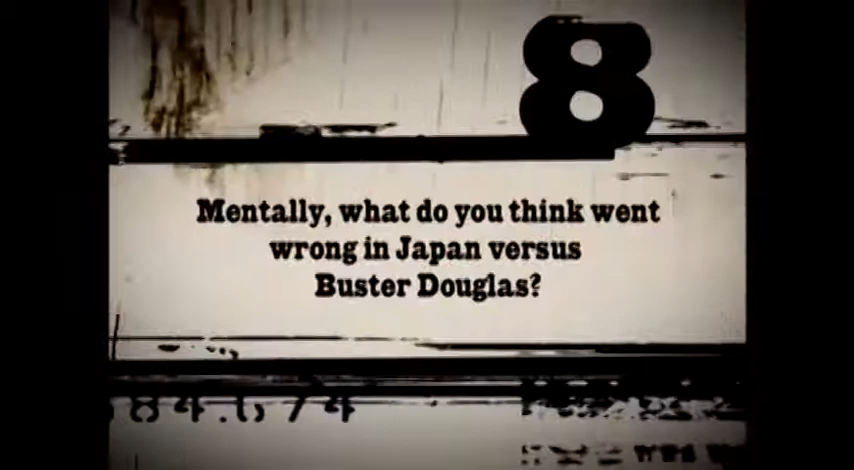 8
Mentally, what do you think went
wrong in Japan versus
Buster Douglas?